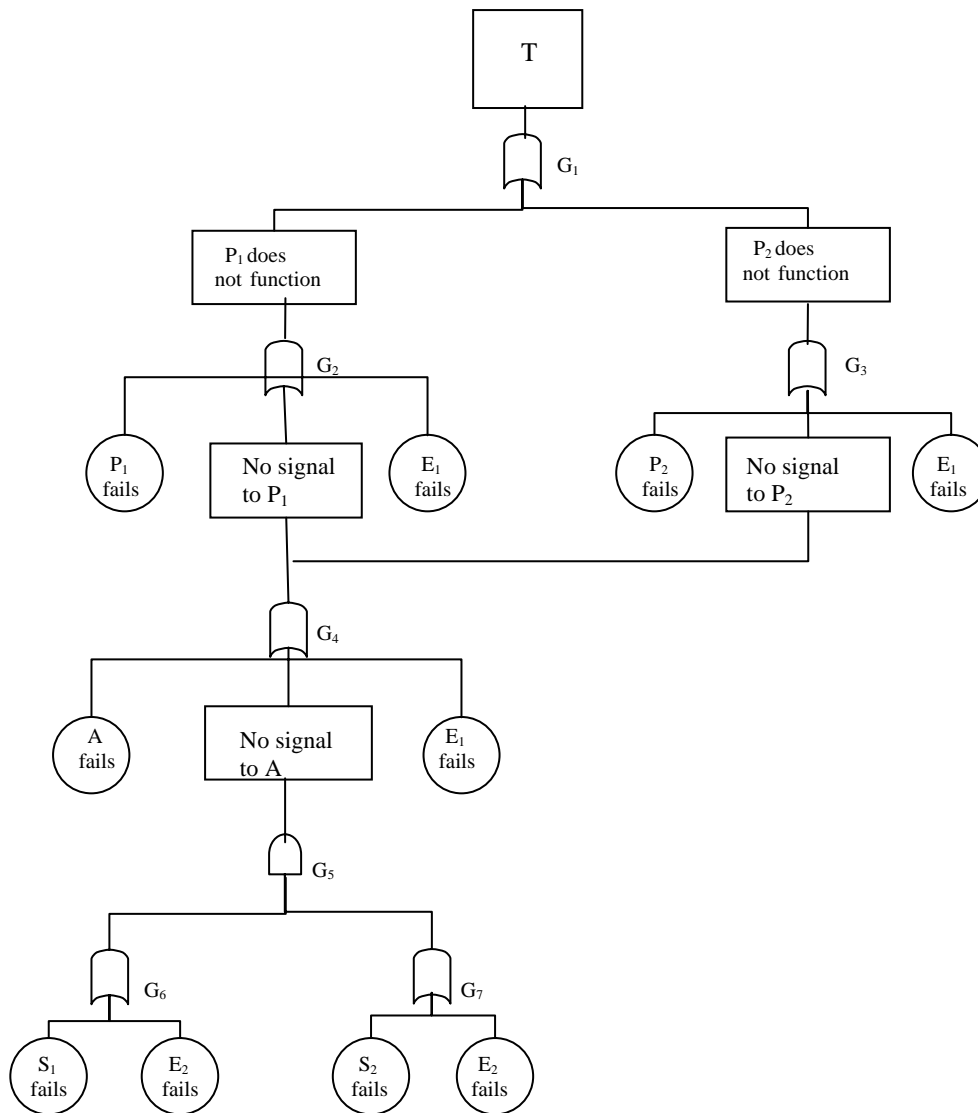 T
G₁
P₁ does
not function
P₂ does
not function
G₂
G₃
P₁
fails
No signal
to P₁
E₁
fails
P₂
fails
No signal
to P₂
E₁
fails
G₄
A
fails
No signal
to A
E₁
fails
G₅
G₆
G₇
S₁
fails
E₂
fails
S₂
fails
E₂
fails